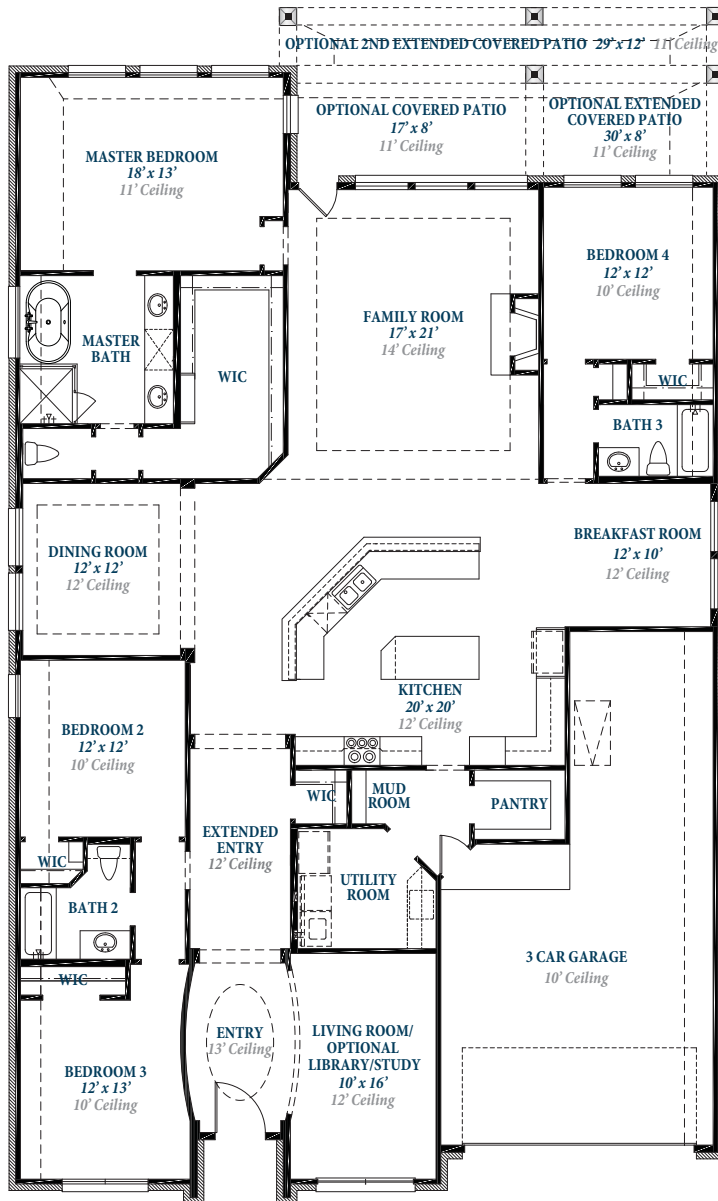 OPTIONAL 2ND EXTENDED COVERED PATIO 29' x 12' 11' Ceiling
OPTIONAL COVERED PATIO
17' x 8'
11' Ceiling
OPTIONAL EXTENDED
COVERED PATIO
30' x 8'
11' Ceiling
MASTER BEDROOM
18' x 13'
11' Ceiling
BEDROOM 4
12' x 12'
10' Ceiling
FAMILY ROOM
17' x 21'
14' Ceiling
MASTER
BATH
WIC
WIC
BATH 3
DINING ROOM
12' x 12'
12' Ceiling
BREAKFAST ROOM
12' x 10'
12' Ceiling
KITCHEN
20' x 20'
12' Ceiling
BEDROOM 2
12' x 12'
10' Ceiling
WIC
MUD
ROOM
PANTRY
EXTENDED
ENTRY
12' Ceiling
WIC
UTILITY
ROOM
BATH 2
3 CAR GARAGE
10' Ceiling
WIC
ENTRY
13' Ceiling
LIVING ROOM/
OPTIONAL
LIBRARY/STUDY
10' x 16'
12' Ceiling
BEDROOM 3
12' x 13'
10' Ceiling